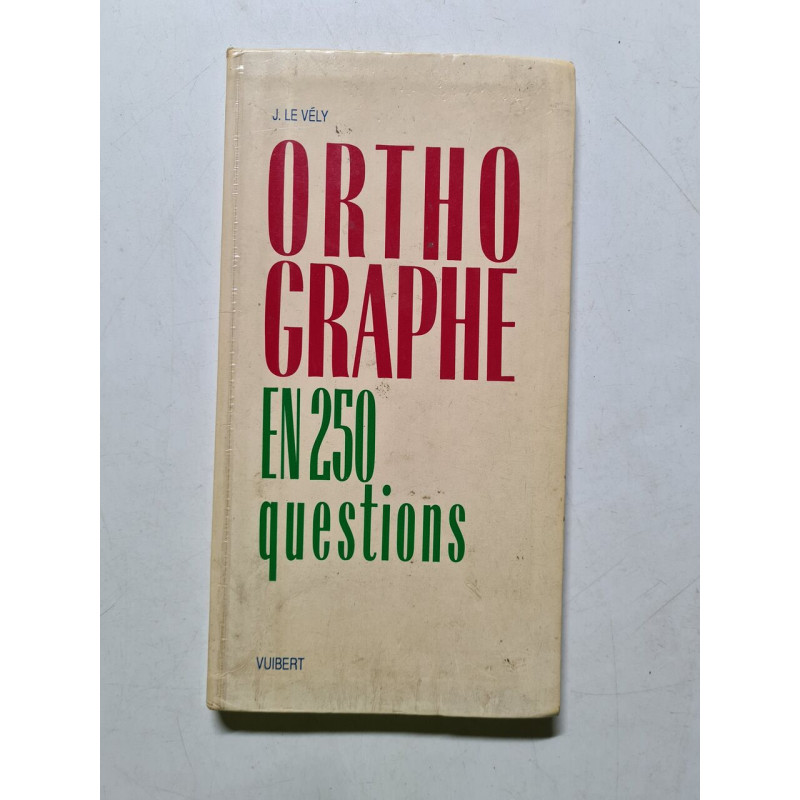 J. LE VÉLY
ORTHO
GRAPHE
EN 250
questions
VUIBERT